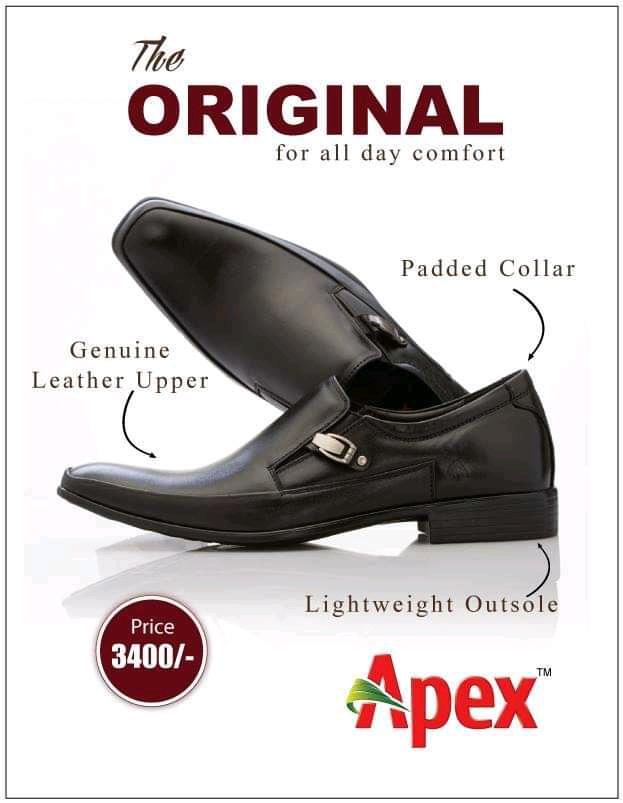 The
ORIGINAL
for all day comfort
Padded Collar
Genuine
Leather Upper
Lightweight Outsole
Price
3400/-
Apex™